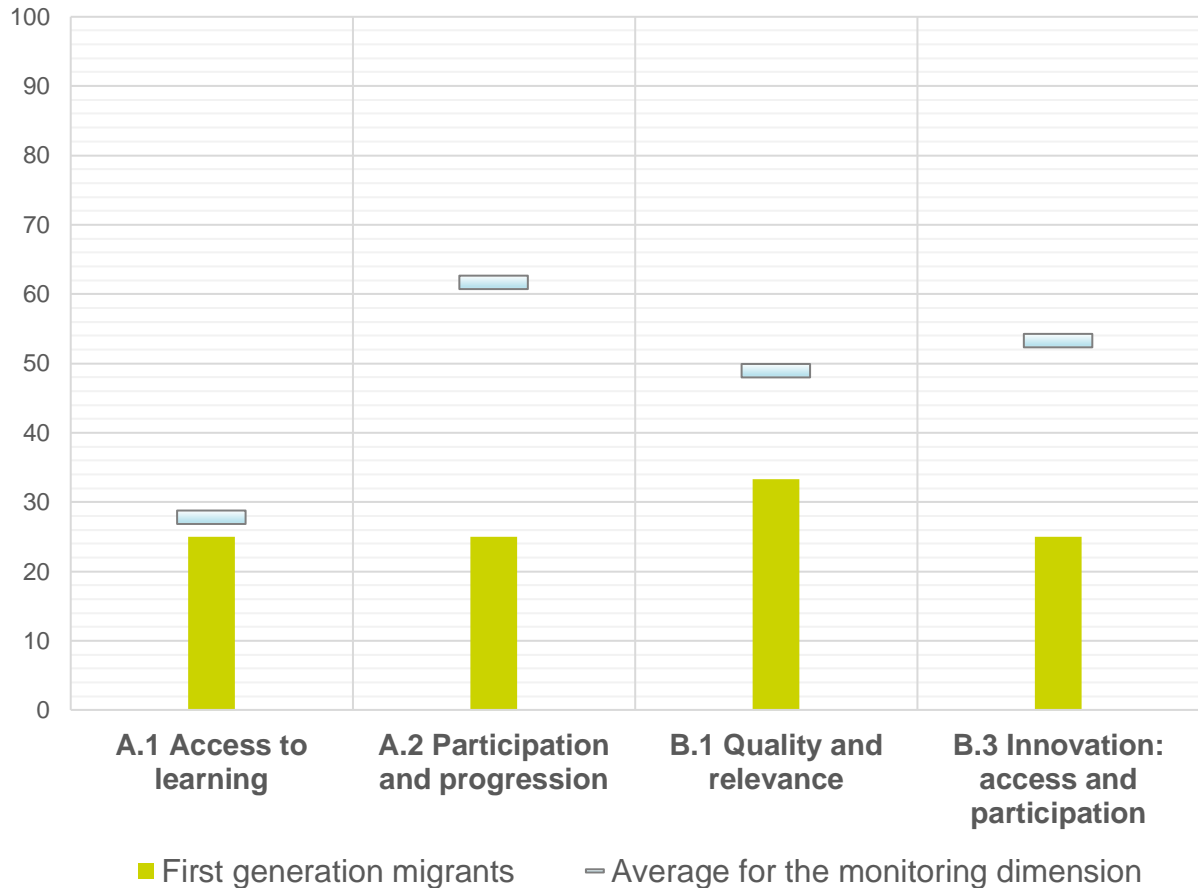 100
90
80
70
60
50
40
30
20
10
0
A.1 Access to
learning
A.2 Participation
and progression
B.1 Quality and
relevance
B.3 Innovation:
access and
participation
First generation migrants
Average for the monitoring dimension